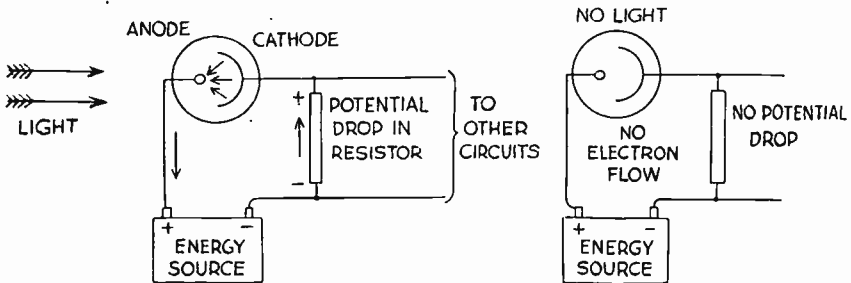 ANODE
CATHODE
LIGHT
+
POTENTIAL
DROP IN
RESISTOR
-
TO
OTHER
CIRCUITS
+ -
ENERGY
SOURCE
NO LIGHT
NO
ELECTRON
FLOW
NO POTENTIAL
DROP
+ -
ENERGY
SOURCE